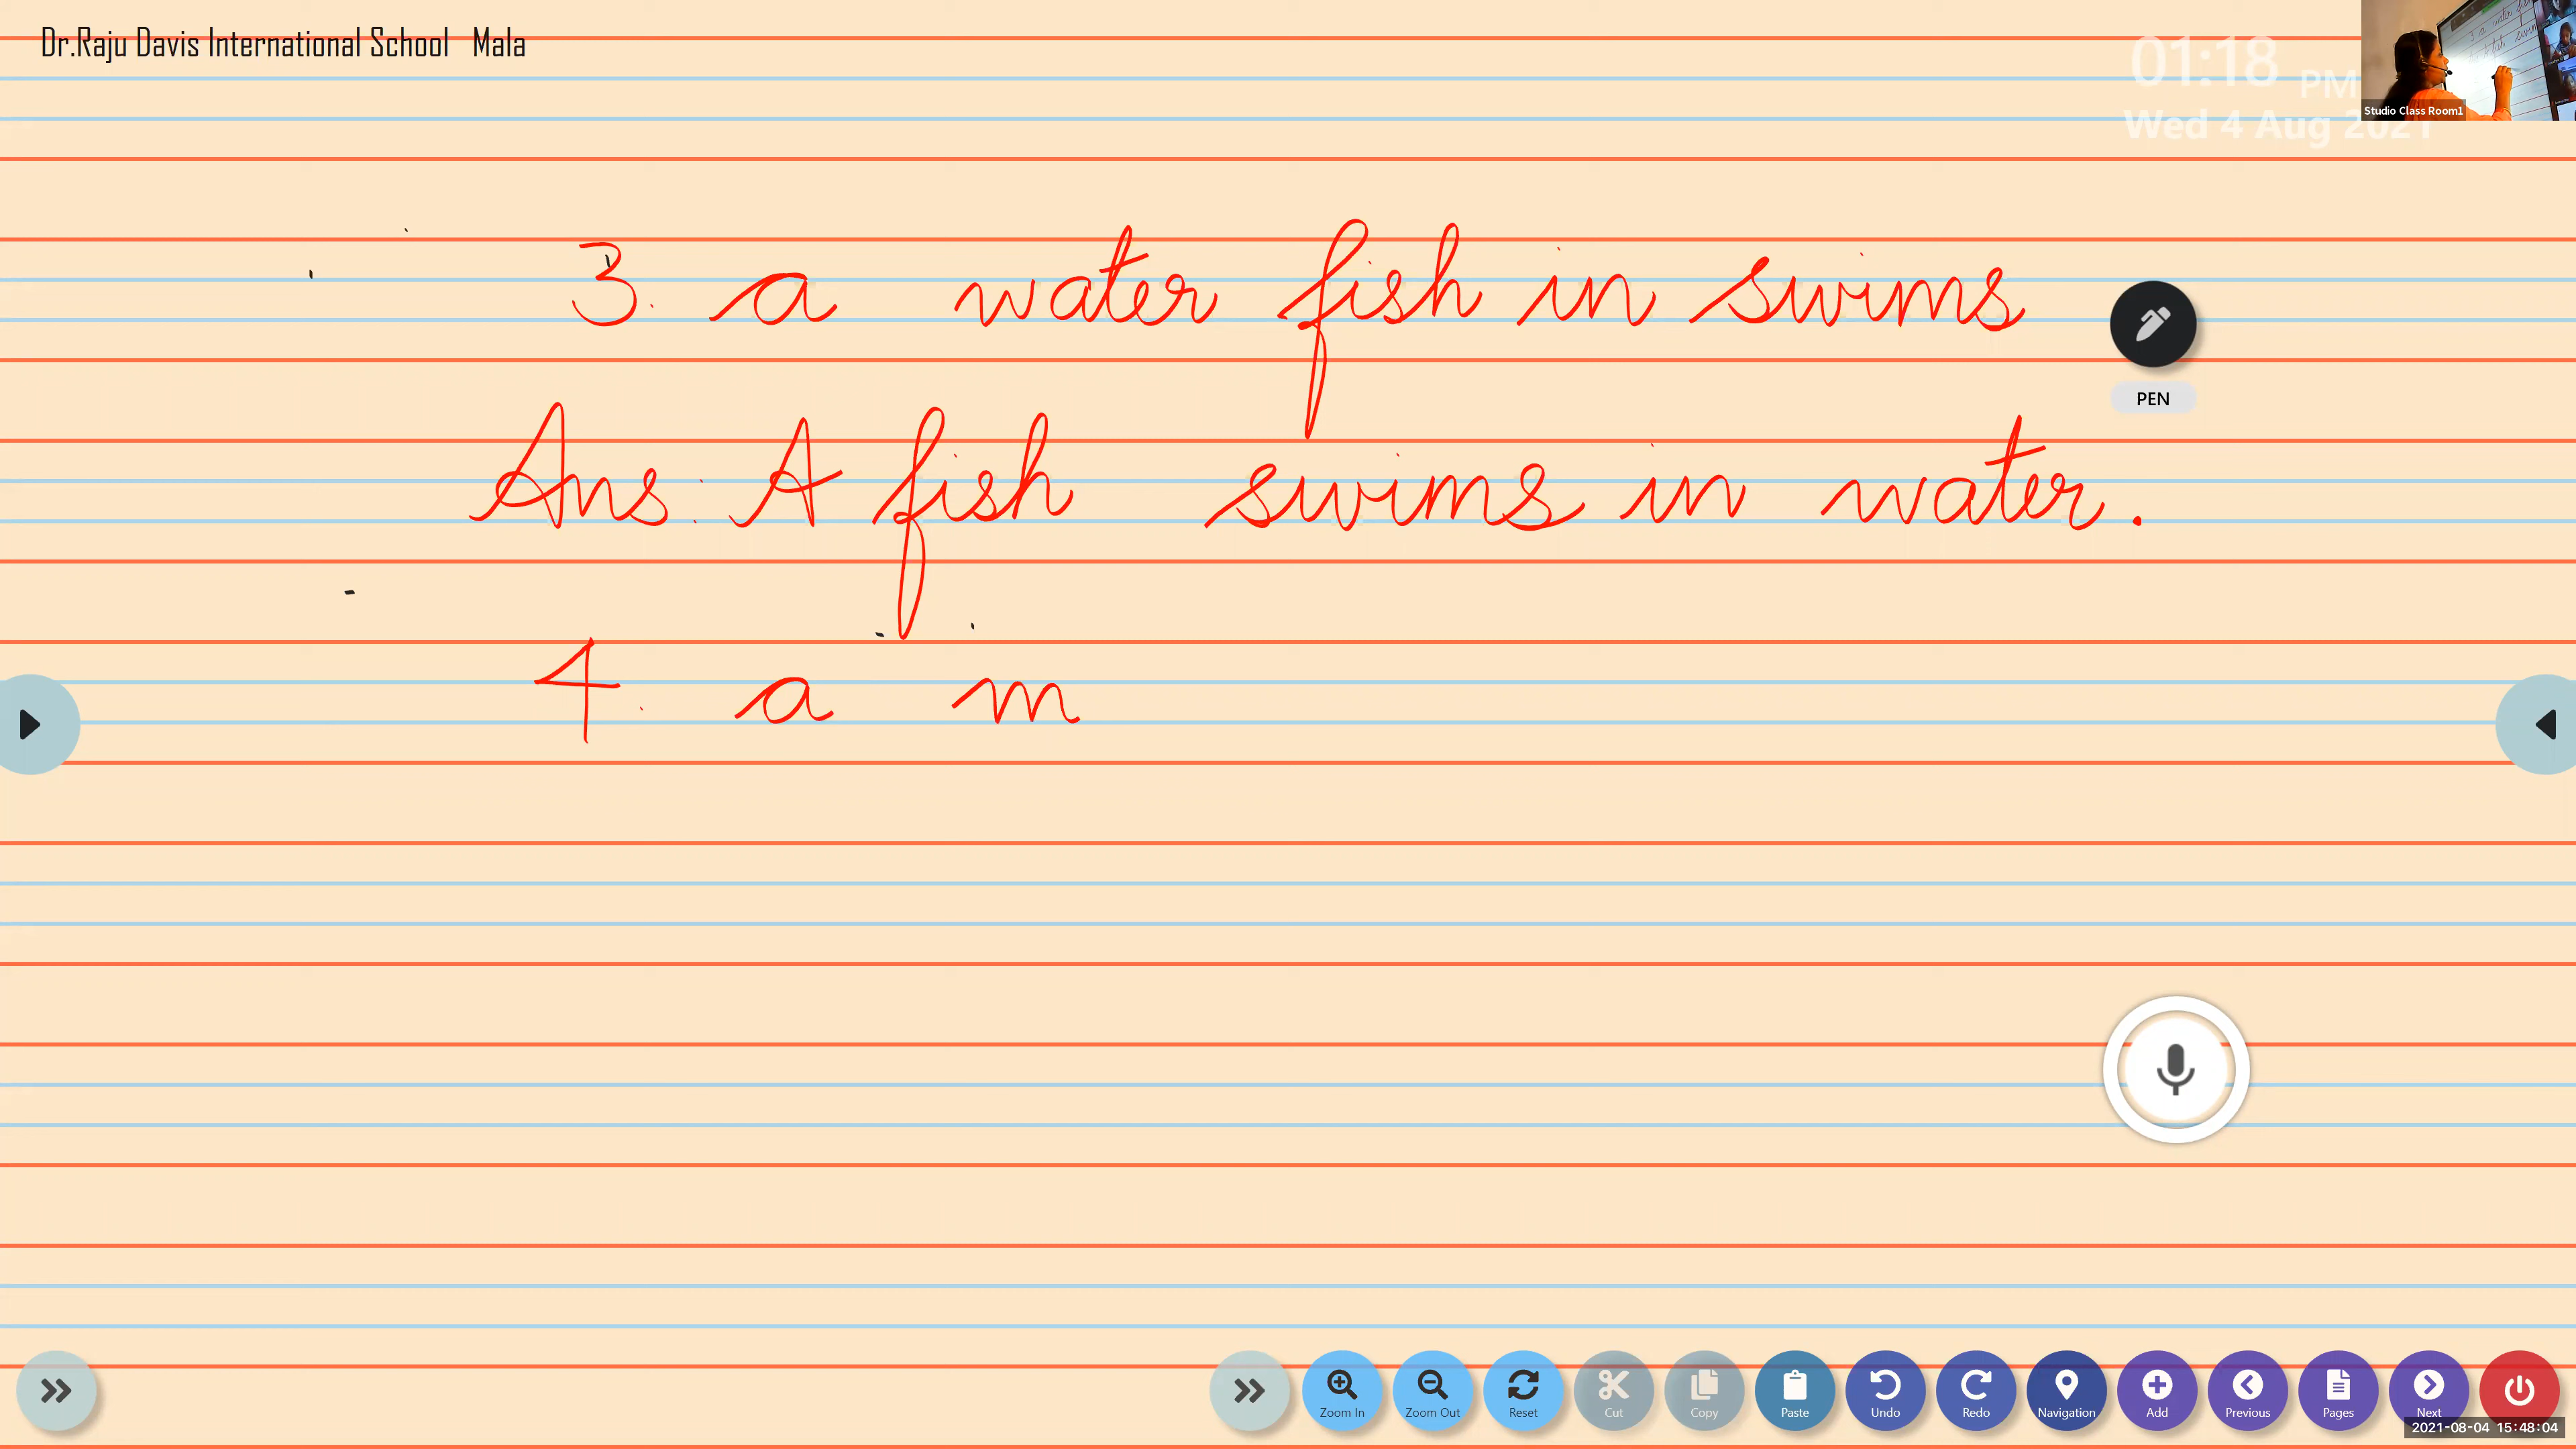 Dr.Raju Davis International School Mala
01:18 PM
Wed 4 Aug 2021
Studio Class Room1
3. a water fish in swims
PEN
Ans: A fish swims in water.
4. a m
Zoom In Zoom Out Reset Cut Copy Paste Undo Redo Navigation Add Previous Pages Next
2021-08-04 15:48:04